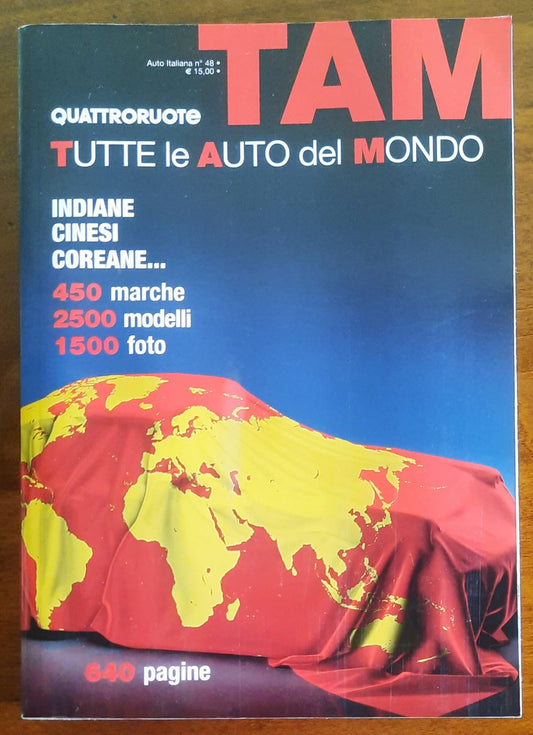 TAM
Auto Italiana n° 48 •
€ 15,00 •
QUATTRORUOTe
TUTTE le AUTO del MONDO
INDIANE
CINESI
COREANE...
450 marche
2500 modelli
1500 foto
640 pagine